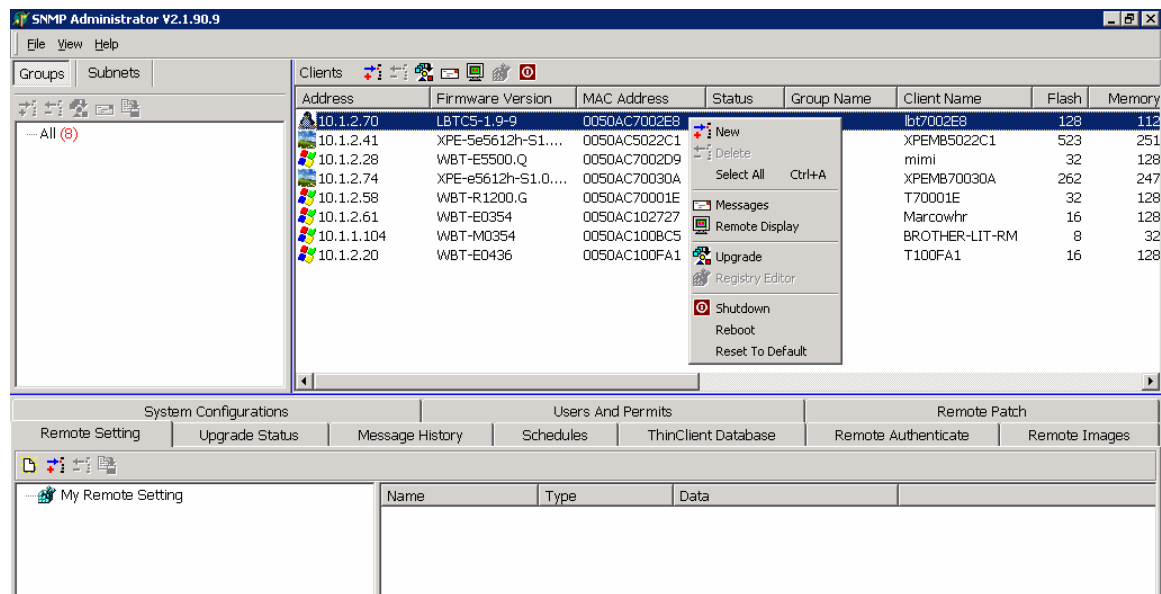 SNMP Administrator V2.1.90.9
File View Help
Groups Subnets
Clients
All (8)
Address Firmware Version MAC Address Status Group Name Client Name Flash Memory
10.1.2.70 LBTC5-1.9-9 0050AC7002E8 lbt7002E8 128 112
10.1.2.41 XPE-5e5612h-S1.... 0050AC5022C1 XPEMB5022C1 523 251
10.1.2.28 WBT-E5500.Q 0050AC7002D9 mimi 32 128
10.1.2.74 XPE-e5612h-S1.0.... 0050AC70030A XPEMB70030A 262 247
10.1.2.58 WBT-R1200.G 0050AC70001E T70001E 32 128
10.1.2.61 WBT-E0354 0050AC102727 Marcowhr 16 128
10.1.1.104 WBT-M0354 0050AC100BC5 BROTHER-LIT-RM 8 32
10.1.2.20 WBT-E0436 0050AC100FA1 T100FA1 16 128
New
Delete
Select All Ctrl+A
Messages
Remote Display
Upgrade
Registry Editor
Shutdown
Reboot
Reset To Default
System Configurations Users And Permits Remote Patch
Remote Setting Upgrade Status Message History Schedules ThinClient Database Remote Authenticate Remote Images
My Remote Setting
Name Type Data